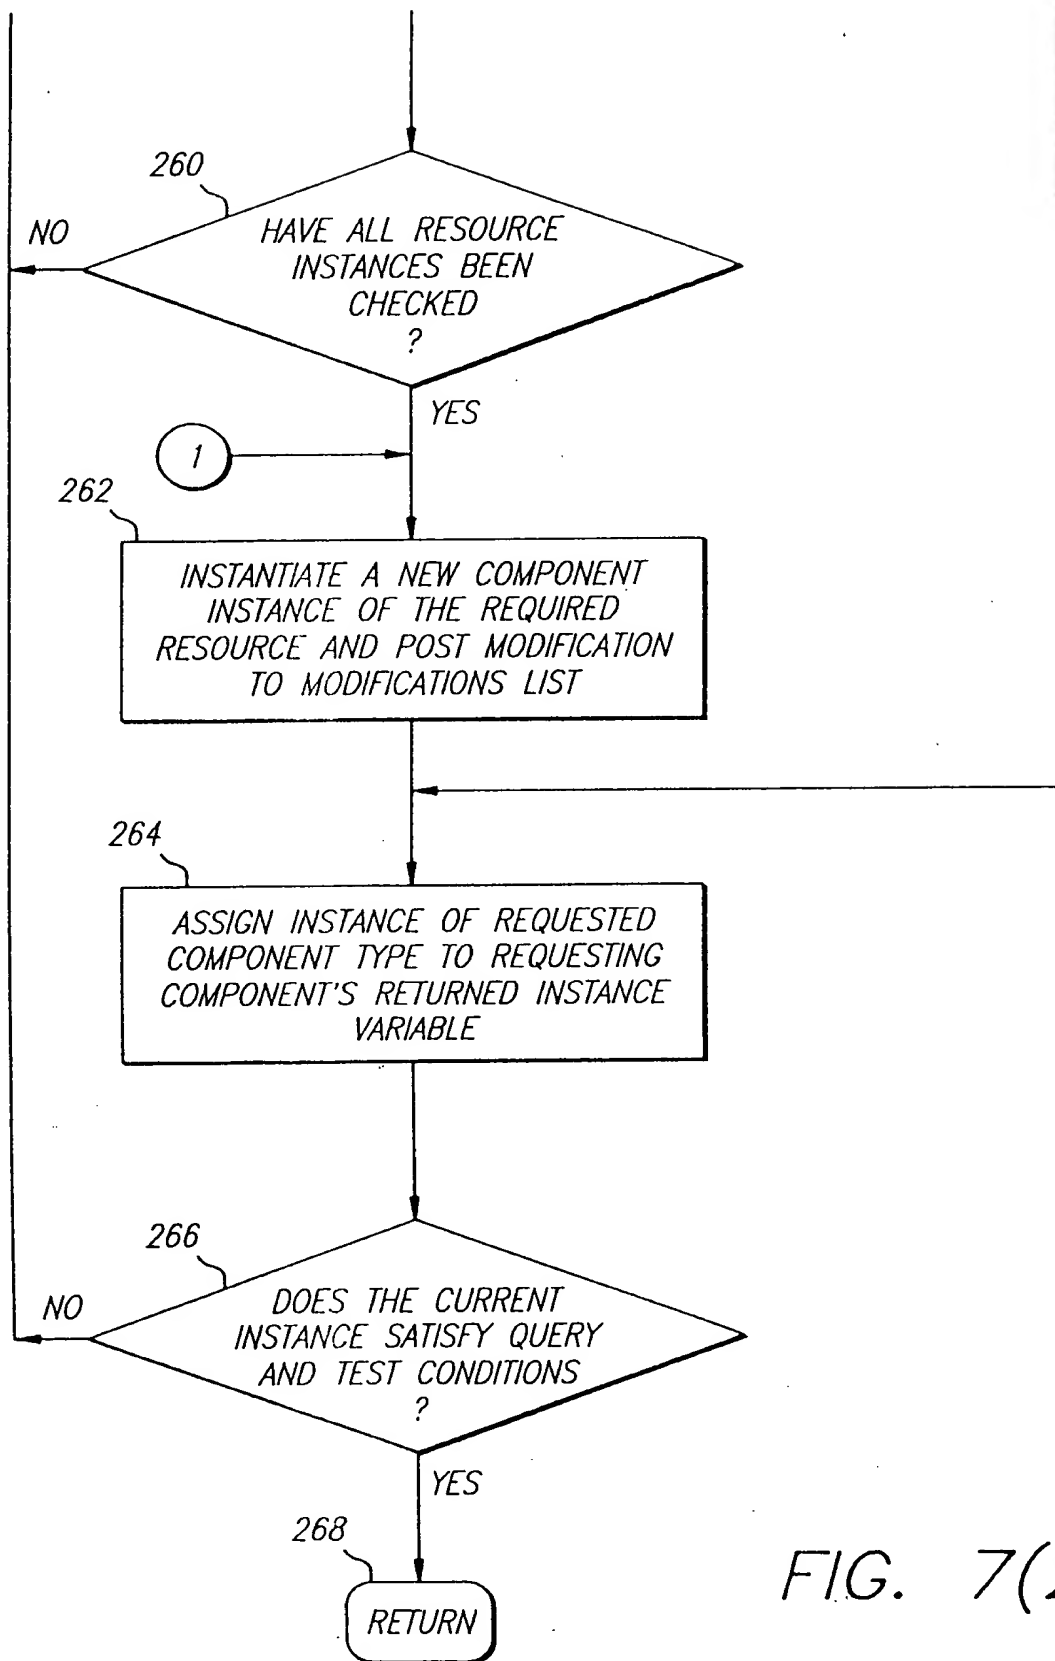 260
NO
HAVE ALL RESOURCE
INSTANCES BEEN
CHECKED
?
YES
1
262
INSTANTIATE A NEW COMPONENT
INSTANCE OF THE REQUIRED
RESOURCE AND POST MODIFICATION
TO MODIFICATIONS LIST
264
ASSIGN INSTANCE OF REQUESTED
COMPONENT TYPE TO REQUESTING
COMPONENT'S RETURNED INSTANCE
VARIABLE
266
NO
DOES THE CURRENT
INSTANCE SATISFY QUERY
AND TEST CONDITIONS
?
YES
268
RETURN
FIG. 7(